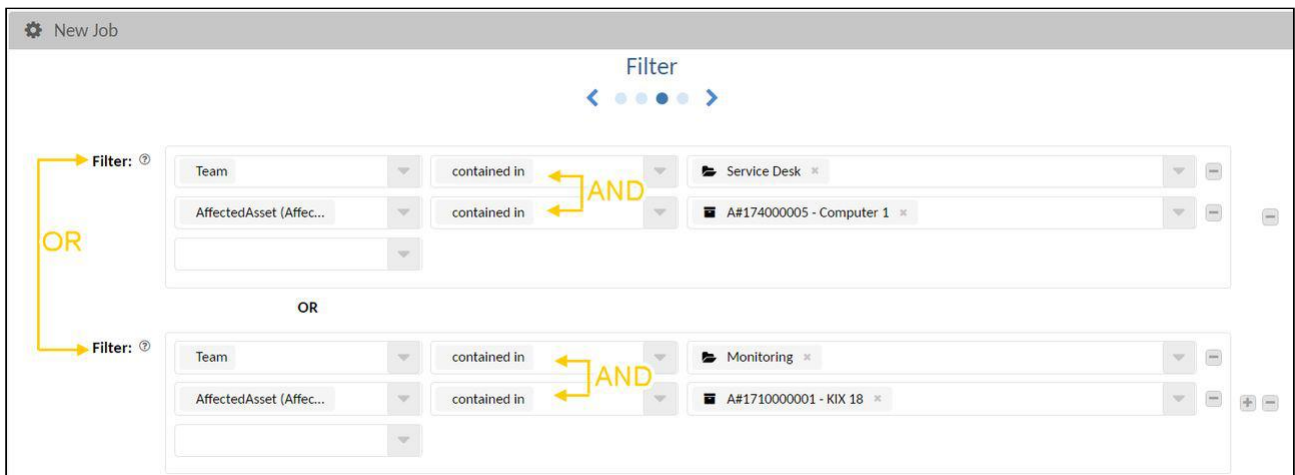 New Job
Filter
Filter: ? Team contained in Service Desk ×
AND
AffectedAsset (Affec... contained in A#174000005 - Computer 1 ×
OR
OR
Filter: ? Team contained in Monitoring ×
AND
AffectedAsset (Affec... contained in A#1710000001 - KIX 18 ×